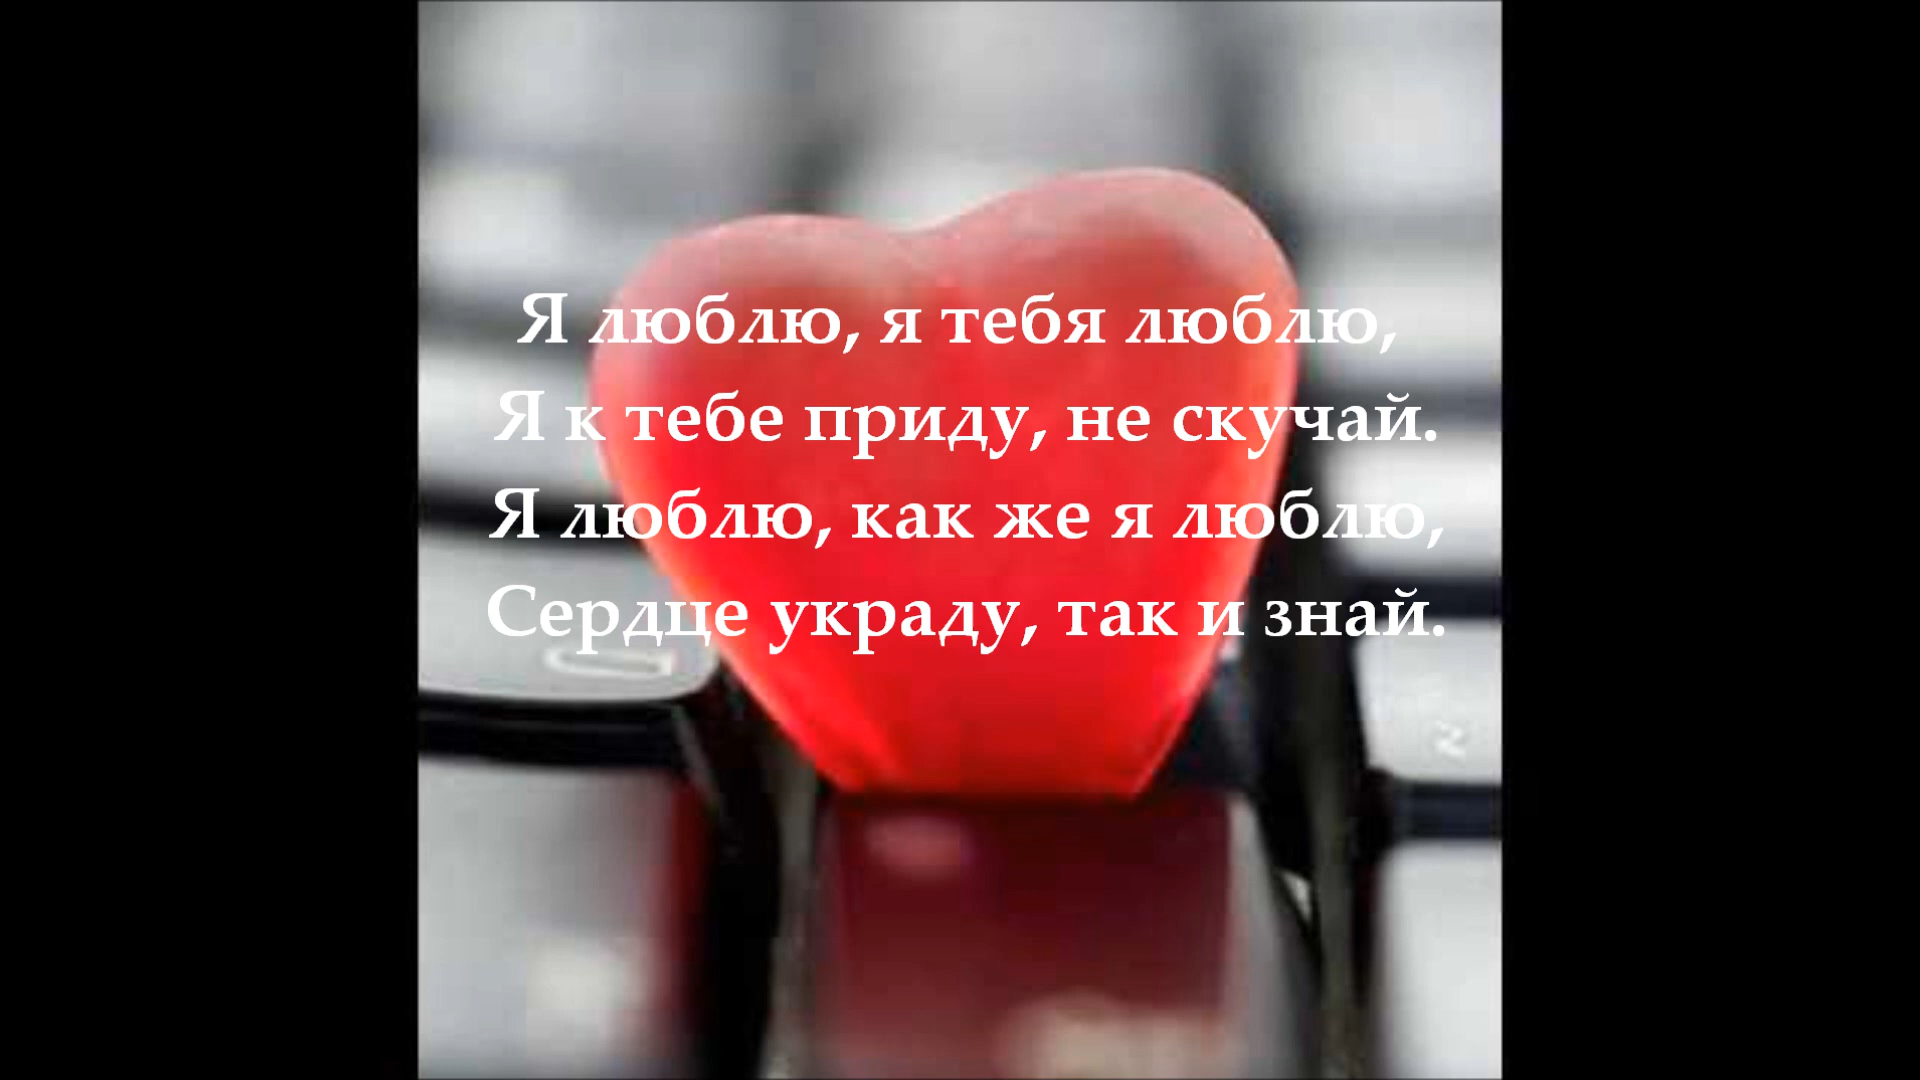 Я люблю, я тебя люблю,
Я к тебе приду, не скучай.
Я люблю, как же я люблю,
Сердце украду, так и знай.